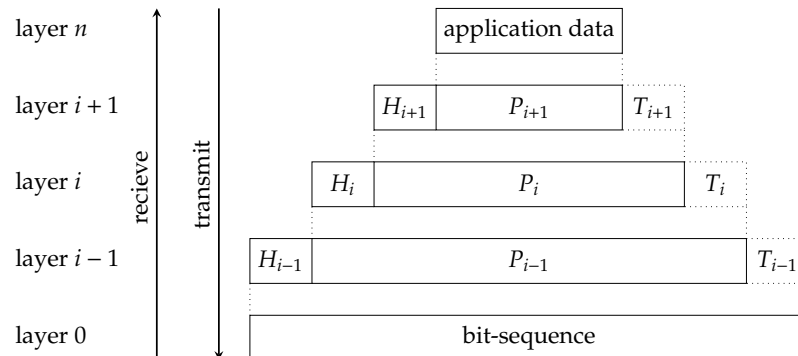 layer n application data
layer i + 1 H_{i+1} P_{i+1} T_{i+1}
layer i H_i P_i T_i
layer i − 1 H_{i−1} P_{i−1} T_{i−1}
layer 0 bit-sequence
recieve
transmit